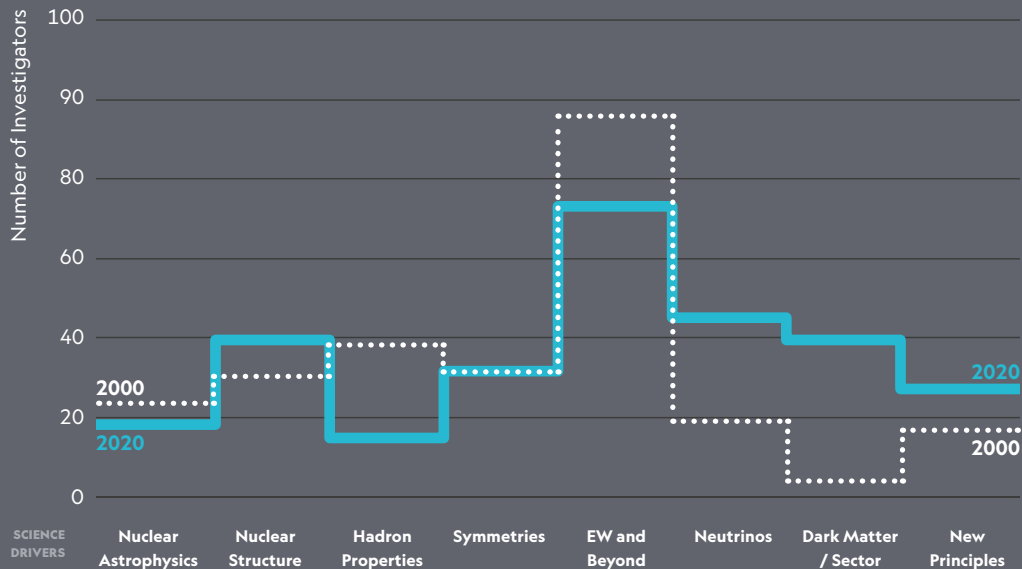 100
90
80
60
40
20
0
Number of Investigators
2000
2020
2020
2000
SCIENCE
DRIVERS
Nuclear
Astrophysics
Nuclear
Structure
Hadron
Properties
Symmetries
EW and
Beyond
Neutrinos
Dark Matter
/ Sector
New
Principles